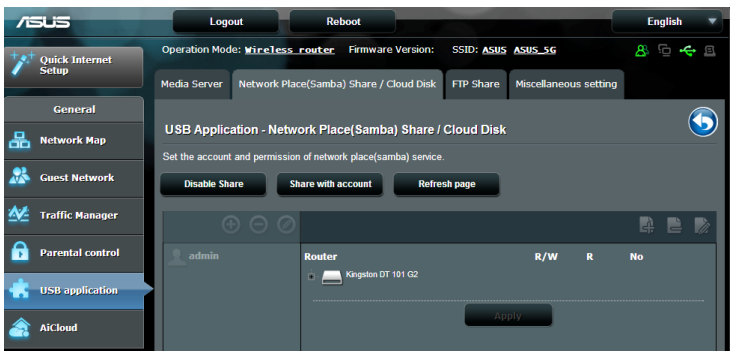 ASUS
Logout
Reboot
English
Quick Internet
Setup
Operation Mode: Wireless router Firmware Version: SSID: ASUS ASUS_5G
Media Server
Network Place(Samba) Share / Cloud Disk
FTP Share
Miscellaneous setting
General
Network Map
Guest Network
Traffic Manager
Parental control
USB application
AiCloud
USB Application - Network Place(Samba) Share / Cloud Disk
Set the account and permission of network place(samba) service.
Disable Share
Share with account
Refresh page
admin
Router R/W R No
Kingston DT 101 G2
Apply